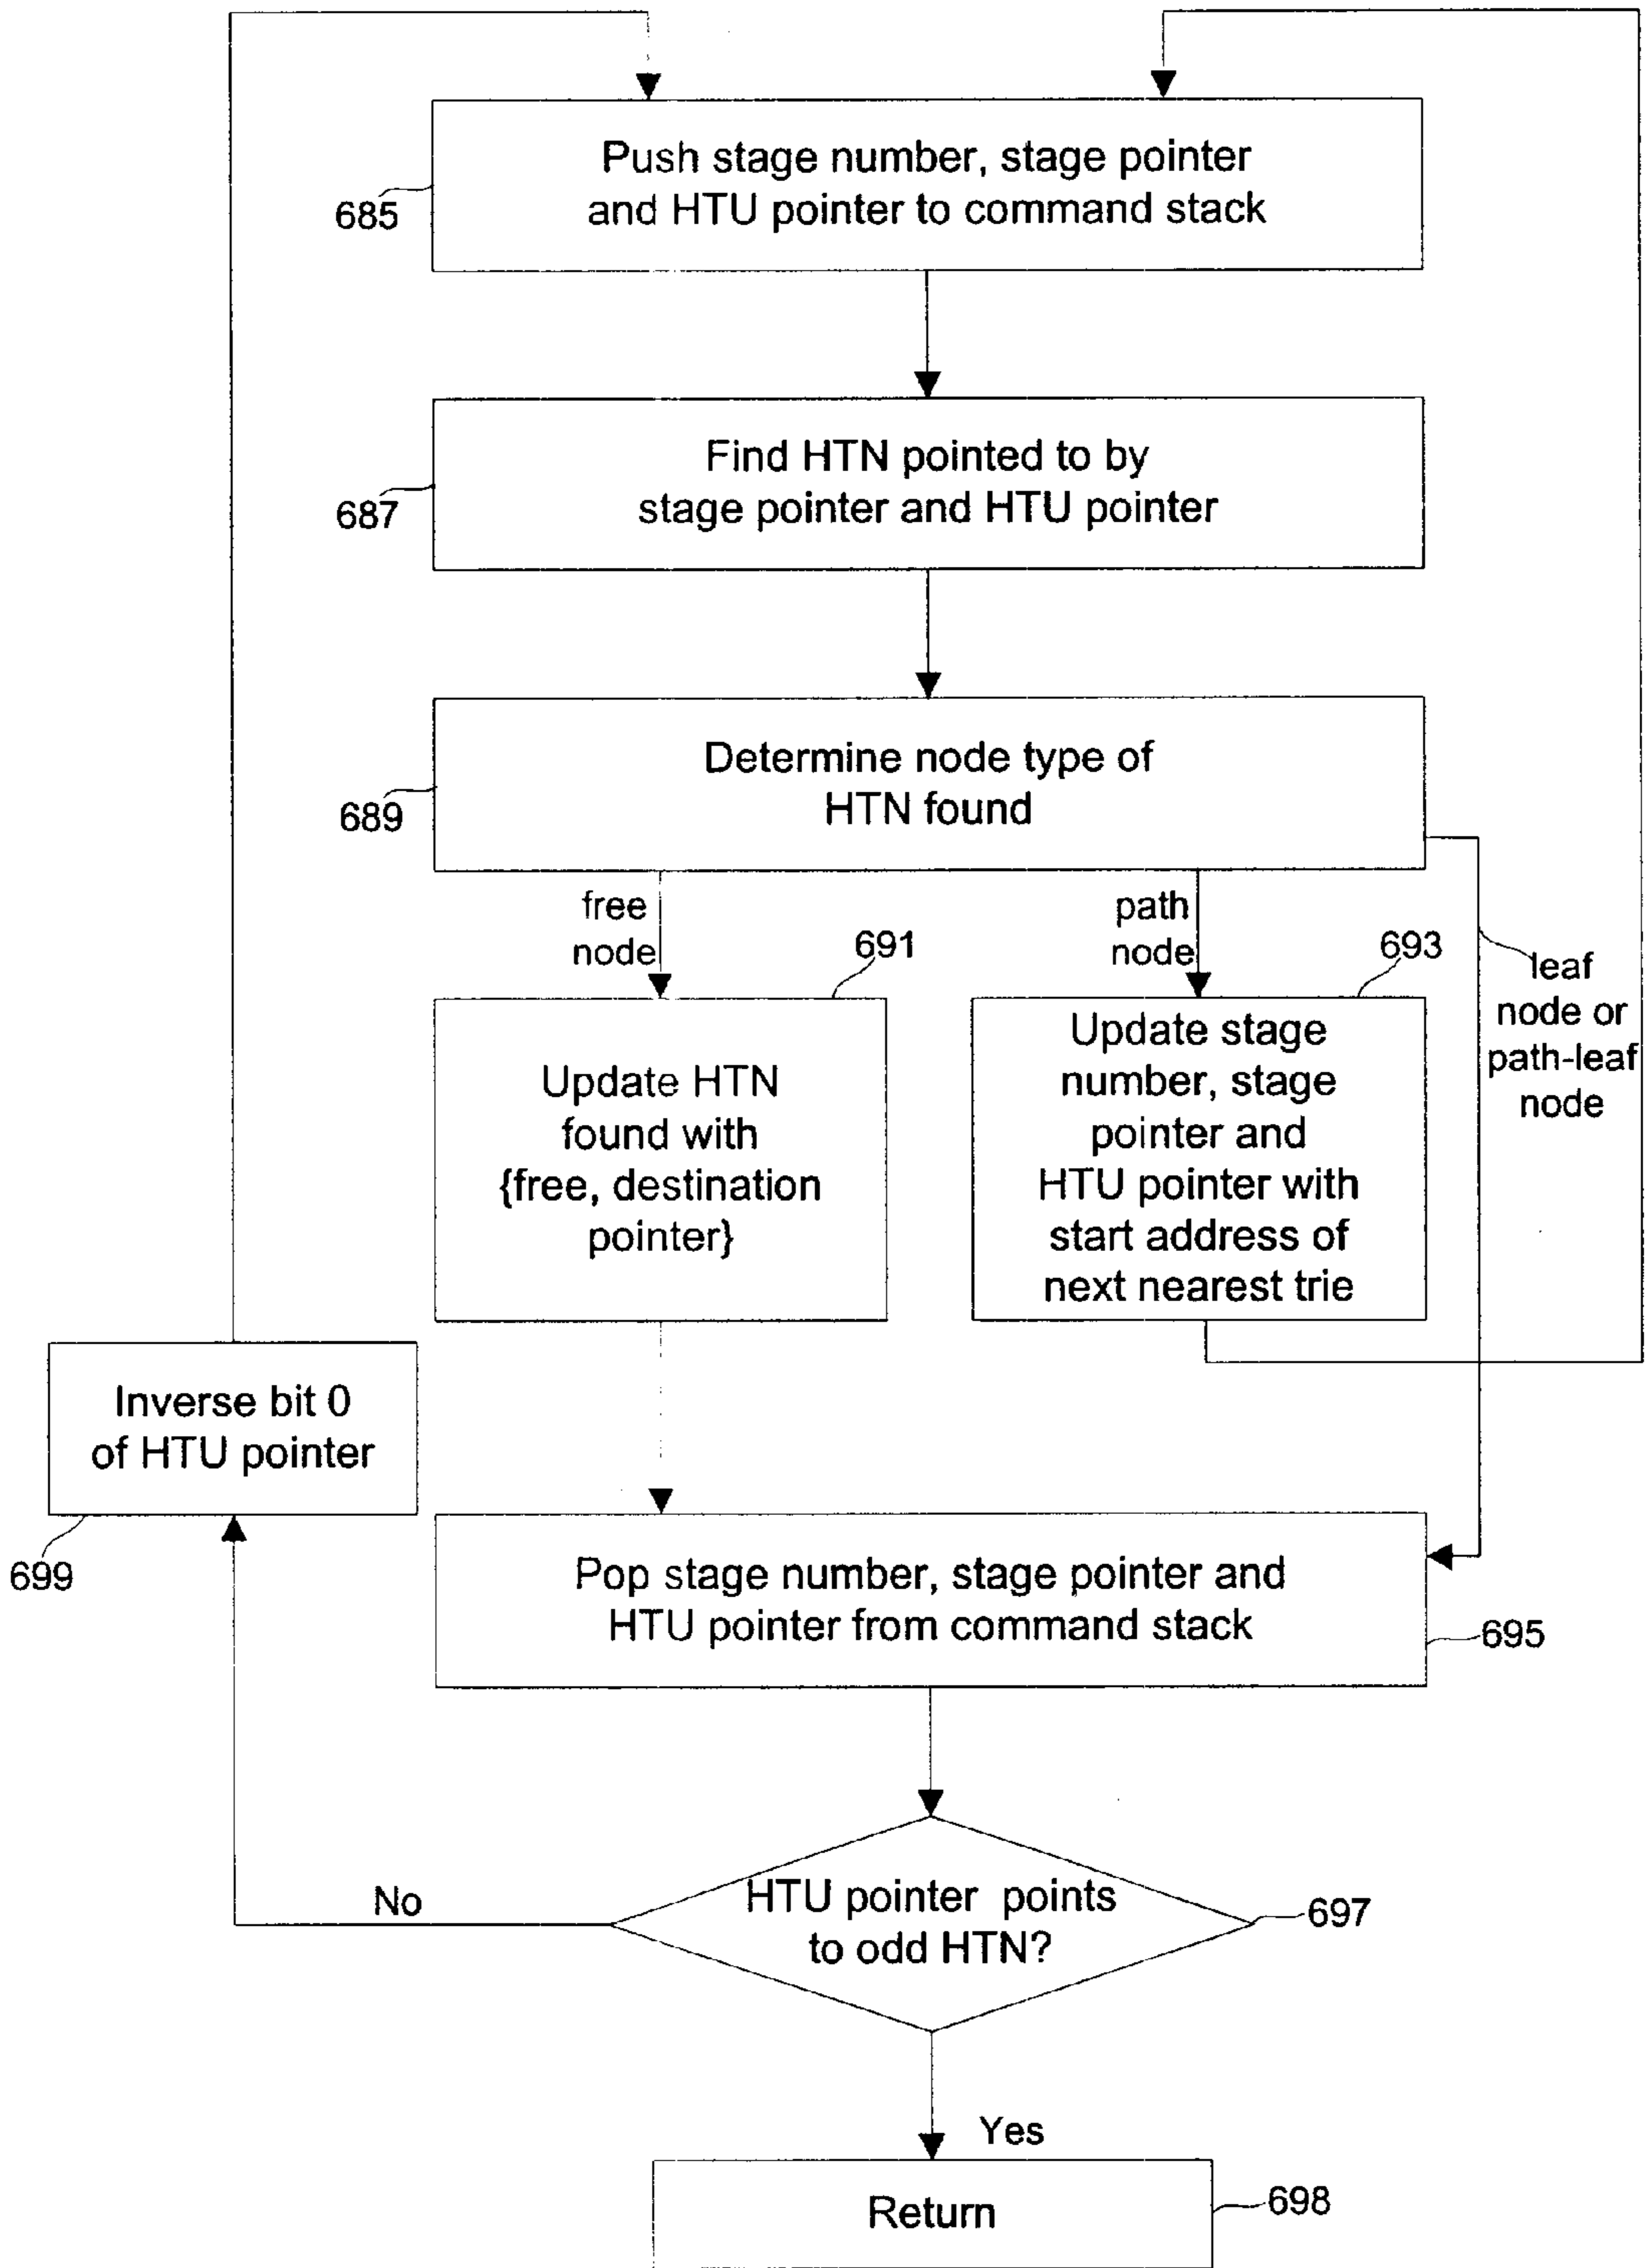 Push stage number, stage pointer
and HTU pointer to command stack
685
Find HTN pointed to by
stage pointer and HTU pointer
687
Determine node type of
HTN found
689
free
node
path
node
691
693
leaf
node or
path-leaf
node
Update HTN
found with
{free, destination
pointer}
Update stage
number, stage
pointer and
HTU pointer with
start address of
next nearest trie
Inverse bit 0
of HTU pointer
699
Pop stage number, stage pointer and
HTU pointer from command stack
695
No
HTU pointer points
to odd HTN?
697
Yes
Return
698